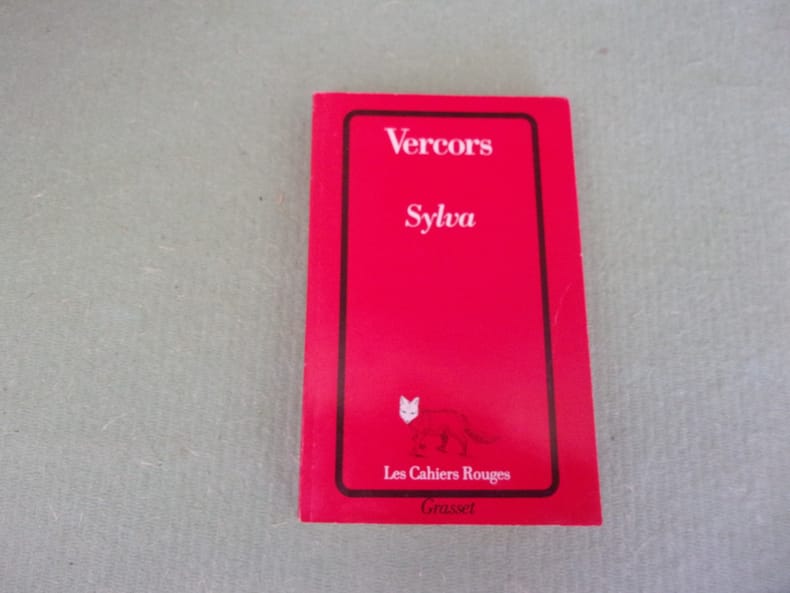 Vercors
Sylva
Les Cahiers Rouges
Grasset